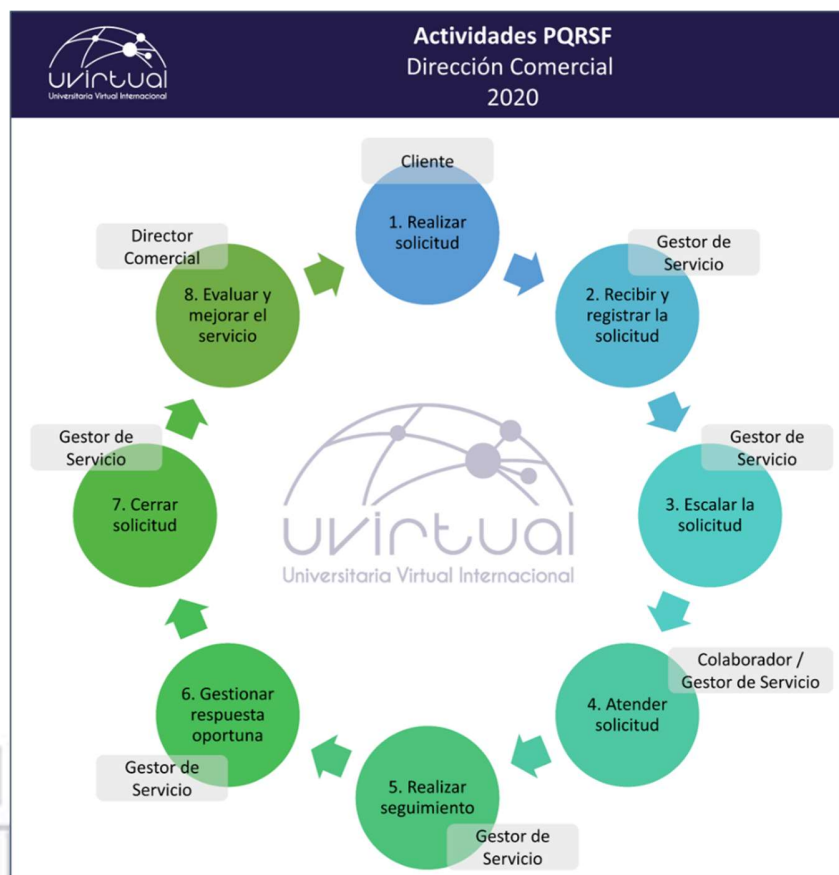 uvirtual
Universitaria Virtual Internacional
Actividades PQRSF
Dirección Comercial
2020
Cliente
1. Realizar
solicitud
Gestor de
Servicio
2. Recibir y
registrar la
solicitud
Gestor de
Servicio
3. Escalar la
solicitud
Colaborador /
Gestor de Servicio
4. Atender
solicitud
5. Realizar
seguimiento
Gestor de
Servicio
6. Gestionar
respuesta
oportuna
Gestor de
Servicio
Gestor de
Servicio
7. Cerrar
solicitud
Director
Comercial
8. Evaluar y
mejorar el
servicio
uvirtual
Universitaria Virtual Internacional